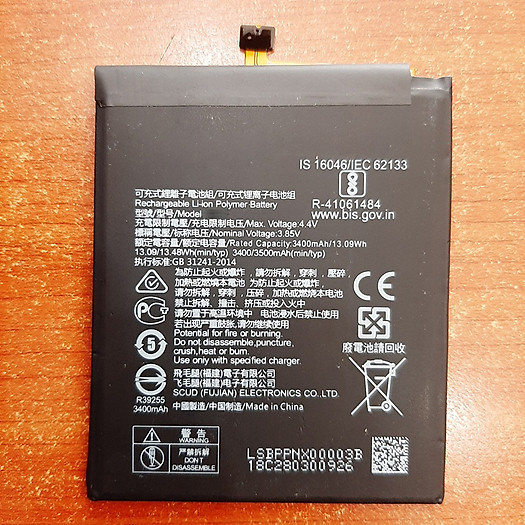 IS 16046/IEC 62133
R-41061484
www.bis.gov.in
可充式鋰離子電池組/可充式锂离子电池组
Rechargeable Li-ion Polymer Battery
型號/型号/Model
充電限制電壓/充电限制电压/Max. Voltage:4.4V
標稱電壓/标称电压/Nominal Voltage:3.85V
額定電容量/额定容量/Rated Capacity:3400mAh/13.09Wh
13.09/13.48Wh(min/typ) 3400/3500mAh(min/typ)
执行标准:GB 31241-2014
為防止起火或爆炸，請勿拆解，穿刺，壓碎，
加熱或燃燒本電池 为防止起火或爆炸，
请勿拆解，穿刺，压碎，加热或燃烧本电池
禁止拆解、撞击、挤压或投入火
请勿置于高温环境中 电池浸水后禁止使用
若出现严重鼓胀，请勿继续使用
Potential for fire or burning.
Do not disassemble,puncture,
crush,heat or burn.
Use only with specified charger.
CE
PC
5
廢電池請回收
R39255
3400mAh
飛毛腿(福建)電子有限公司
飞毛腿(福建)电子有限公司
SCUD (FUJIAN) ELECTRONICS CO.,LTD.
中國製造/中国制造/Made in China
警告
嚴禁拆解
DON'T
DISASSEMBLE
LSBPPNX00003B
18C280300926